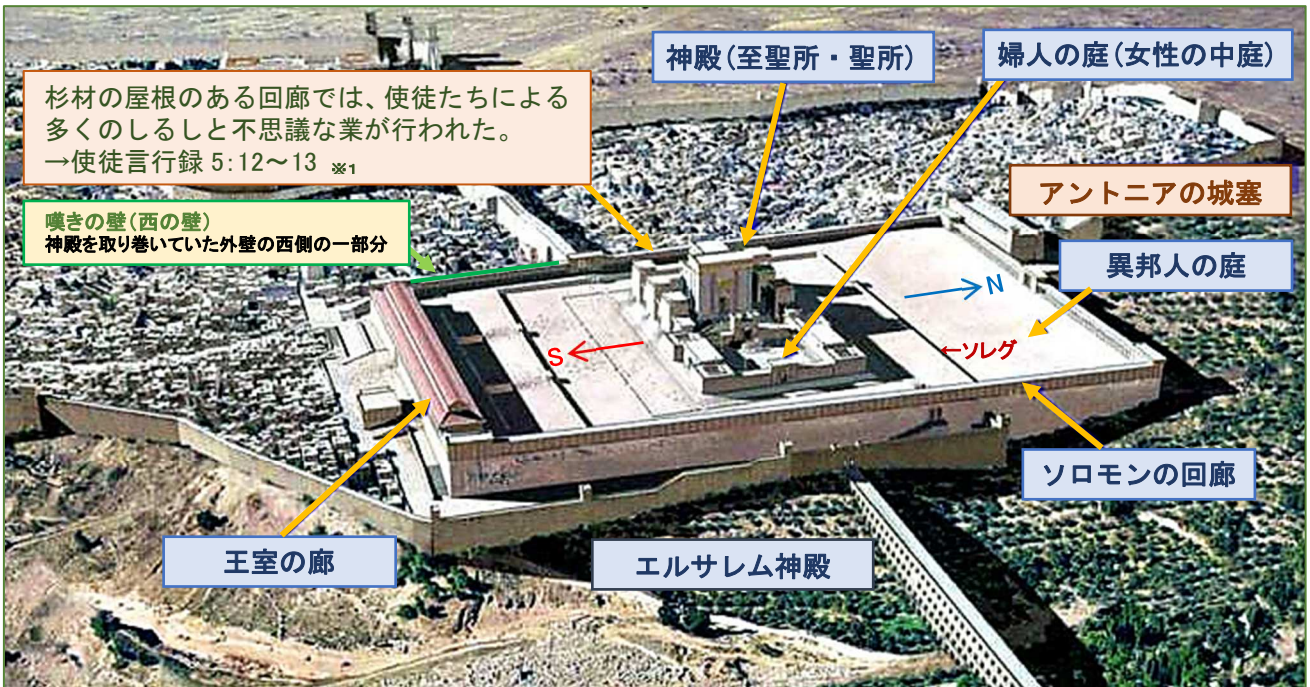 神殿(至聖所・聖所)
婦人の庭(女性の中庭)
杉材の屋根のある回廊では、使徒たちによる
多くのしるしと不思議な業が行われた。
→使徒言行録 5:12～13 ※1
アントニアの城塞
嘆きの壁(西の壁)
神殿を取り巻いていた外壁の西側の一部分
異邦人の庭
N
S
←ソレグ
ソロモンの回廊
王室の廊
エルサレム神殿